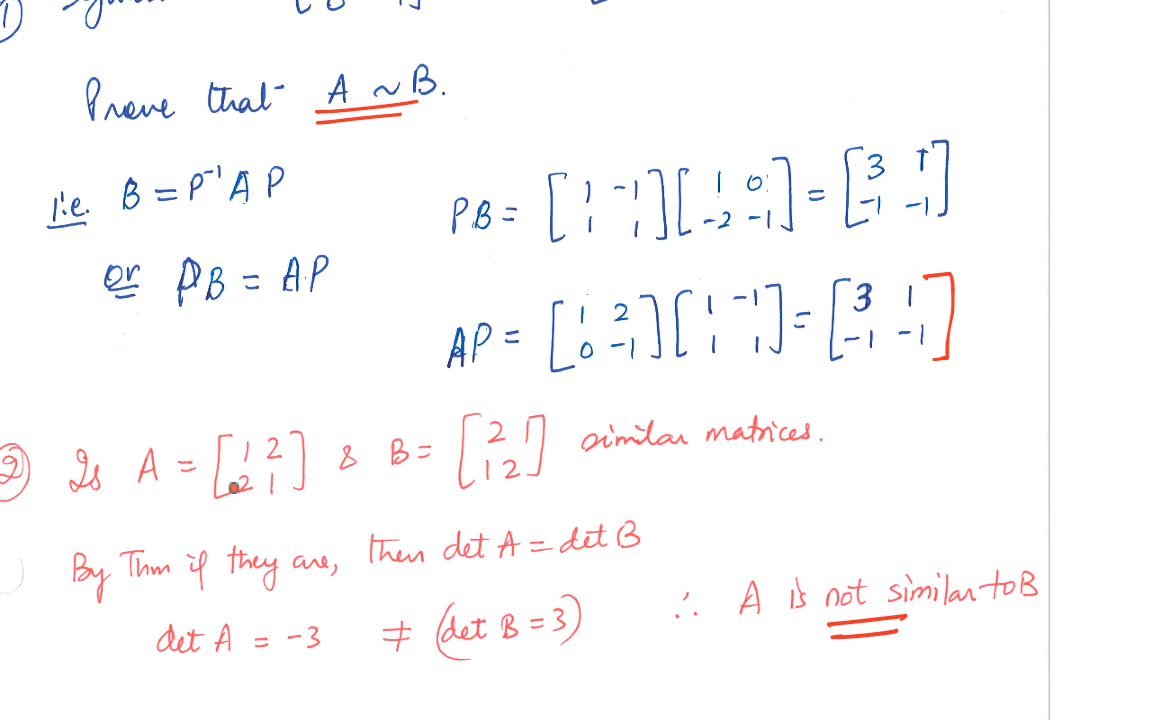 ①
Prove that A ~ B.
i.e. B = P⁻¹ A P
PB = [1 -1; 1 1] [1 0; -2 -1] = [3 1; -1 -1]
or PB = A.P
AP = [1 2; 0 -1] [1 -1; 1 1] = [3 1; -1 -1]
② Is A = [1 2; 2 1] & B = [2 1; 1 2] similar matrices.
By Thm if they are, then det A = det B
det A = -3 ≠ (det B = 3) ∴ A is not similar to B